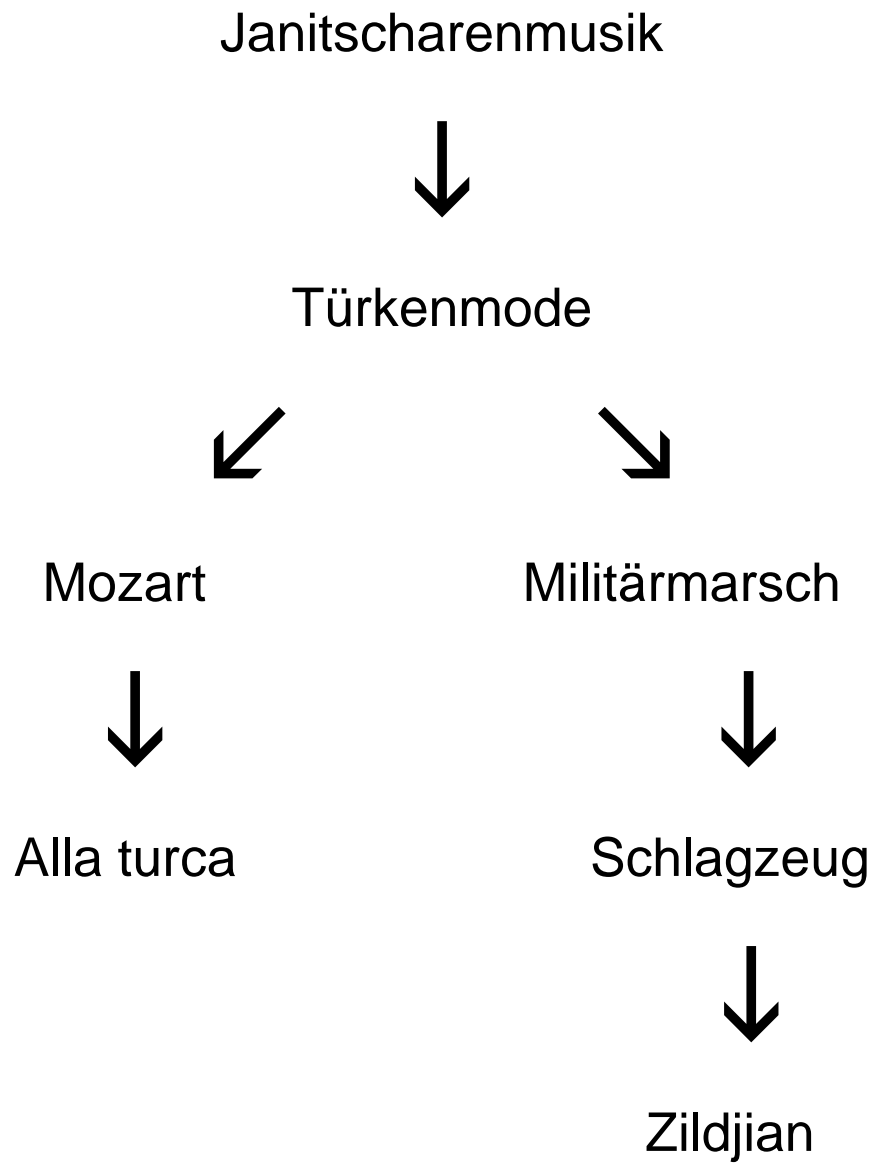 Janitscharenmusik
↓
Türkenmode
↙ ↘
Mozart Militärmarsch
↓ ↓
Alla turca Schlagzeug
↓
Zildjian